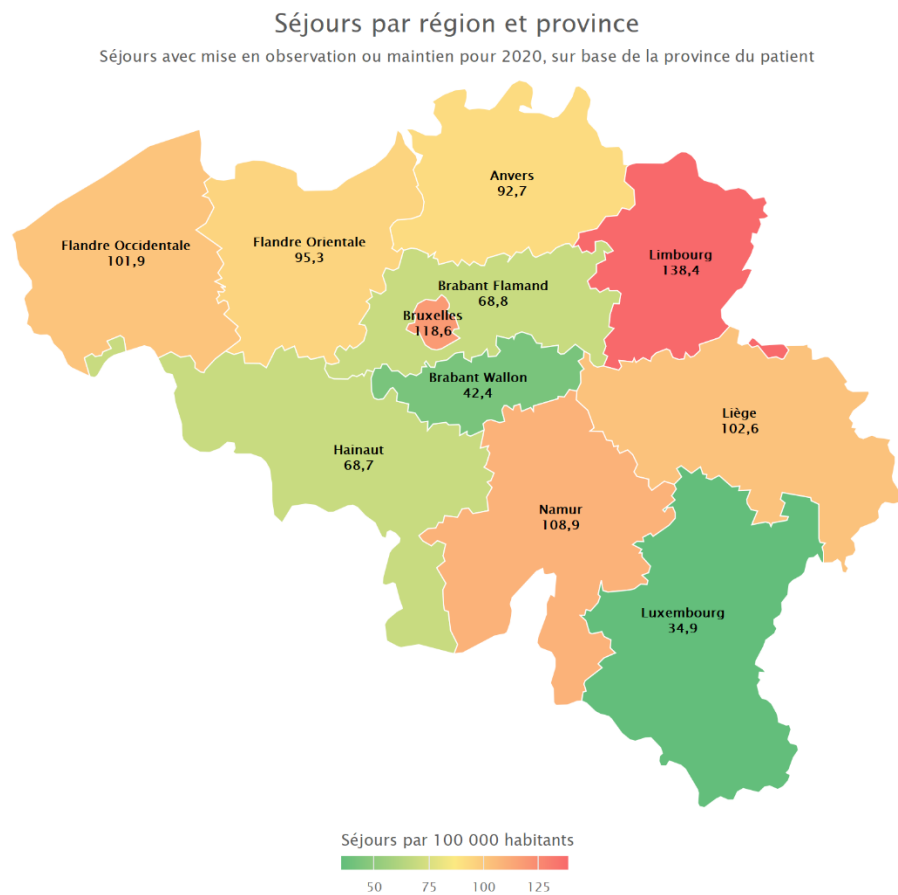 Séjours par région et province
Séjours avec mise en observation ou maintien pour 2020, sur base de la province du patient
Anvers
92,7
Flandre Occidentale
101,9
Flandre Orientale
95,3
Limbourg
138,4
Brabant Flamand
68,8
Bruxelles
118,6
Brabant Wallon
42,4
Liège
102,6
Hainaut
68,7
Namur
108,9
Luxembourg
34,9
Séjours par 100 000 habitants
50 75 100 125